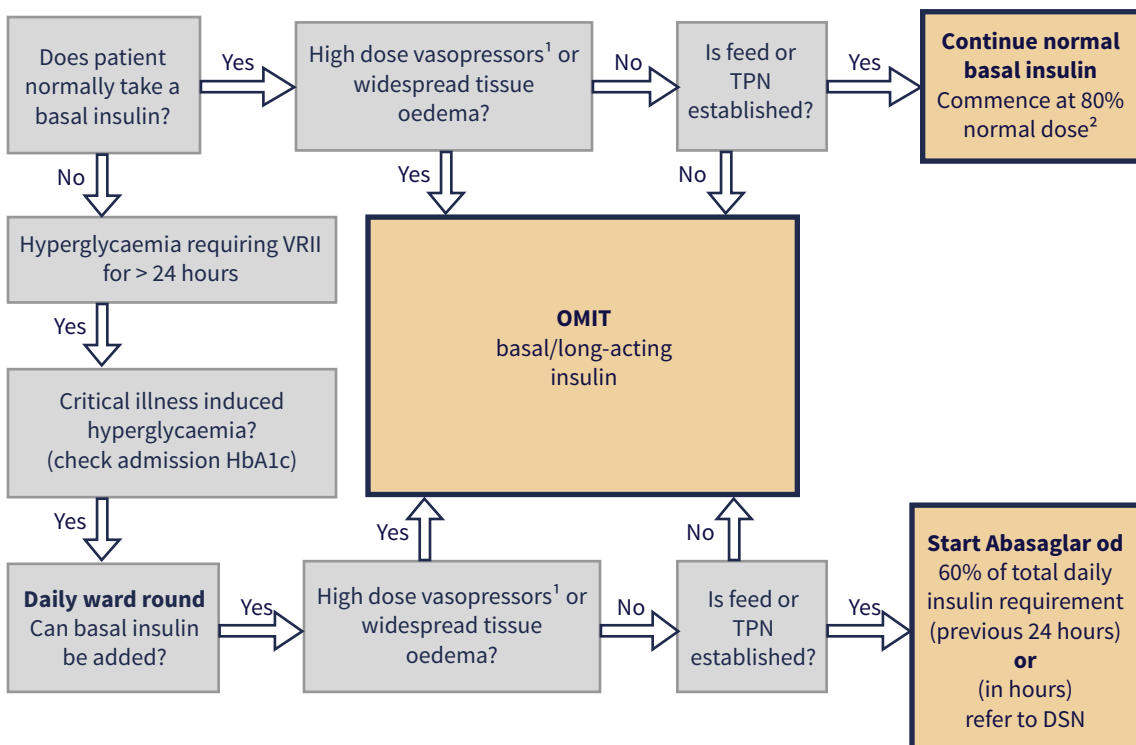 Does patient
normally take a
basal insulin?
Yes
High dose vasopressors¹ or
widespread tissue
oedema?
No
Is feed or
TPN
established?
Yes
Continue normal
basal insulin
Commence at 80%
normal dose²
No
Yes
No
Hyperglycaemia requiring VRII
for > 24 hours
Yes
OMIT
basal/long-acting
insulin
Critical illness induced
hyperglycaemia?
(check admission HbA1c)
Yes
Yes
No
Daily ward round
Can basal insulin
be added?
Yes
High dose vasopressors¹ or
widespread tissue
oedema?
No
Is feed or
TPN
established?
Yes
Start Abasaglar od
60% of total daily
insulin requirement
(previous 24 hours)
or
(in hours)
refer to DSN